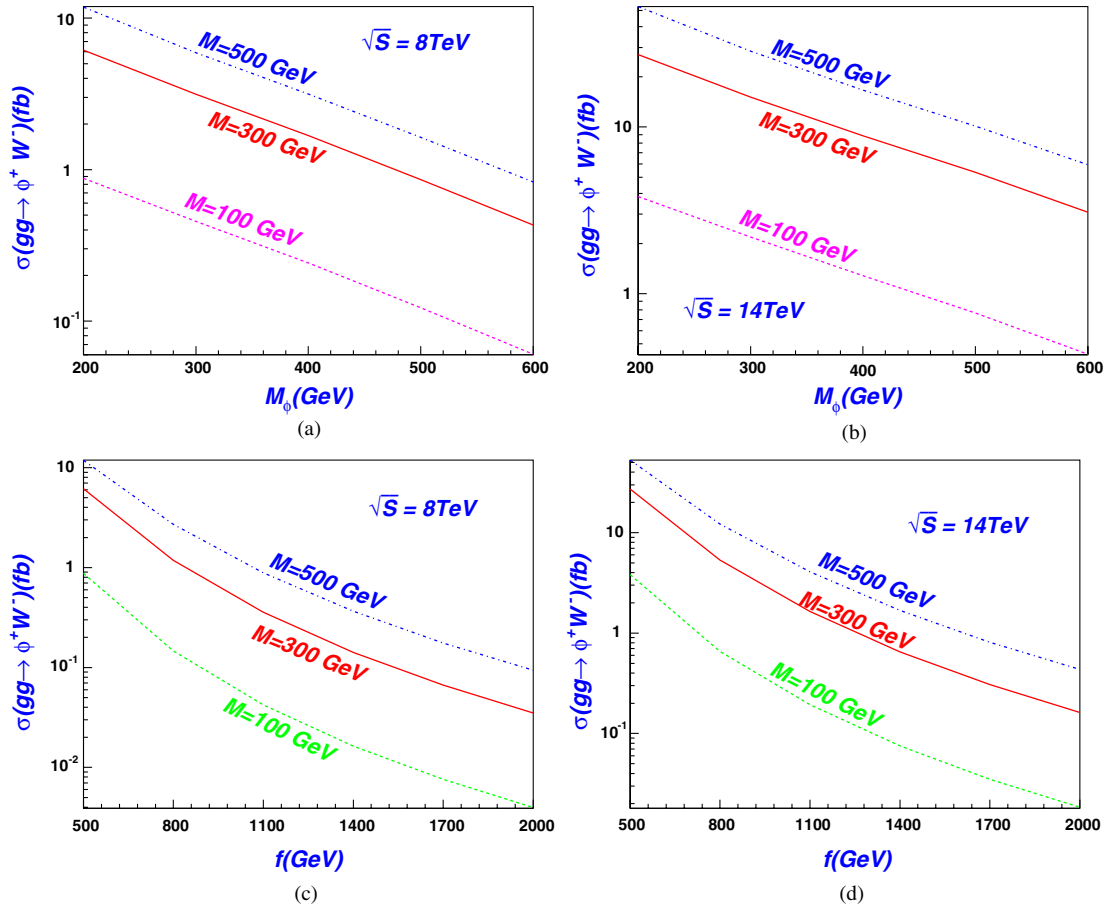 10
1
10⁻¹
σ(gg→ ϕ⁺ W⁻)(fb)
√S = 8TeV
M=500 GeV
M=300 GeV
M=100 GeV
200 300 400 500 600
M_ϕ(GeV)
(a)
10
1
σ(gg→ ϕ⁺ W⁻)(fb)
M=500 GeV
M=300 GeV
M=100 GeV
√S = 14TeV
200 300 400 500 600
M_ϕ(GeV)
(b)
10
1
10⁻¹
10⁻²
σ(gg→ ϕ⁺W⁻)(fb)
√S = 8TeV
M=500 GeV
M=300 GeV
M=100 GeV
500 800 1100 1400 1700 2000
f(GeV)
(c)
10
1
10⁻¹
σ(gg→ ϕ⁺W⁻)(fb)
√S = 14TeV
M=500 GeV
M=300 GeV
M=100 GeV
500 800 1100 1400 1700 2000
f(GeV)
(d)